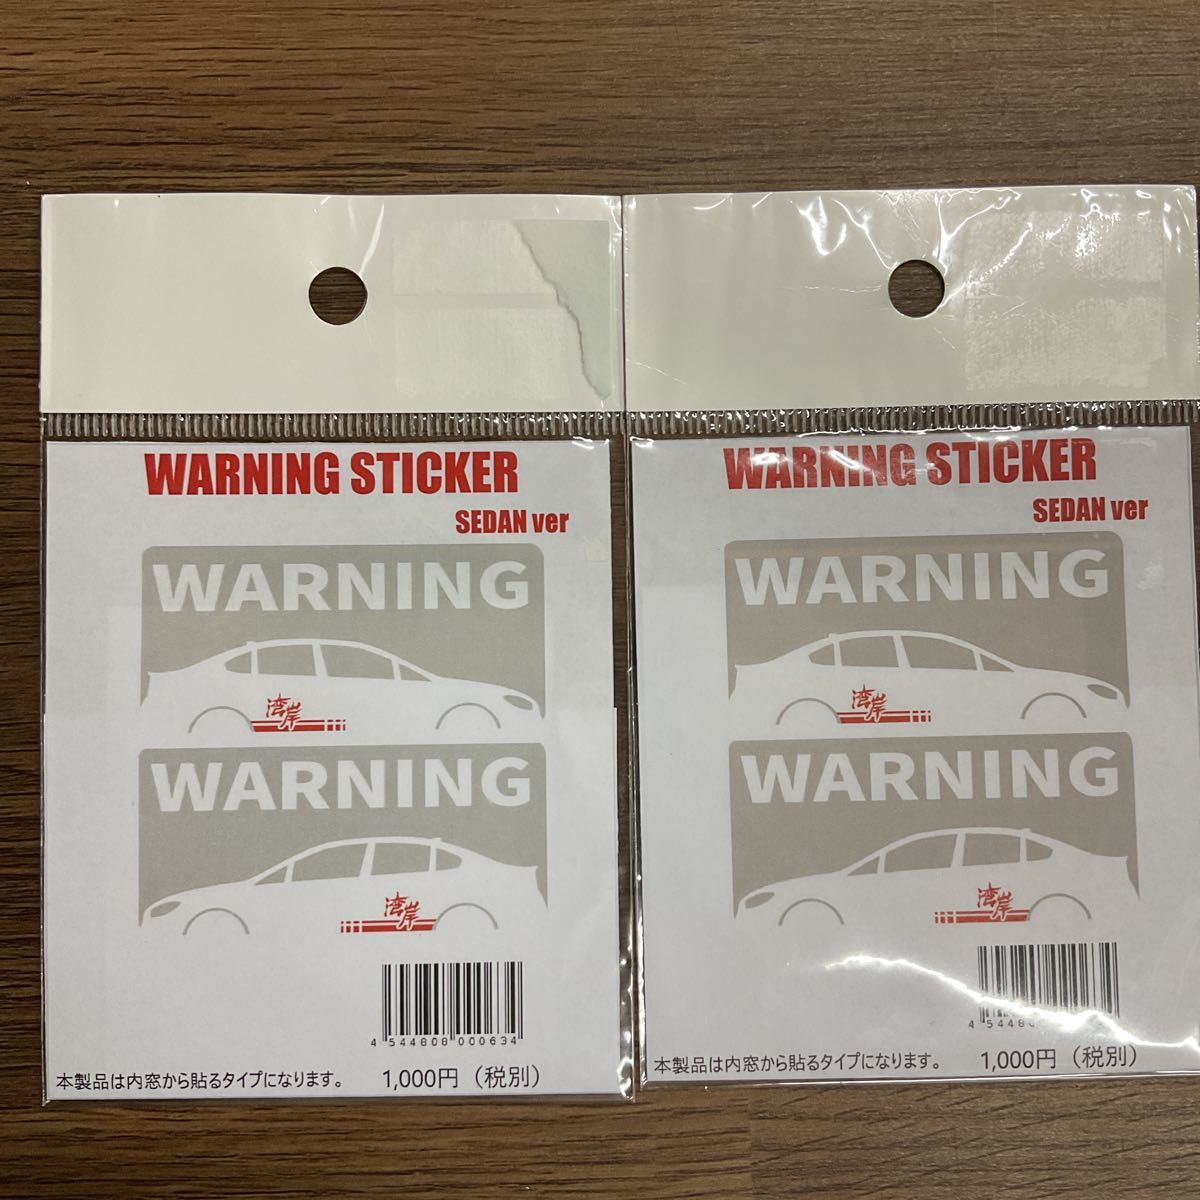 WARNING STICKER
SEDAN ver
WARNING
湾岸
WARNING
湾岸
4 544808 000634
本製品は内窓から貼るタイプになります。 1,000円（税別）
WARNING STICKER
SEDAN ver
WARNING
湾岸
WARNING
湾岸
4 54480
本製品は内窓から貼るタイプになります。 1,000円（税別）